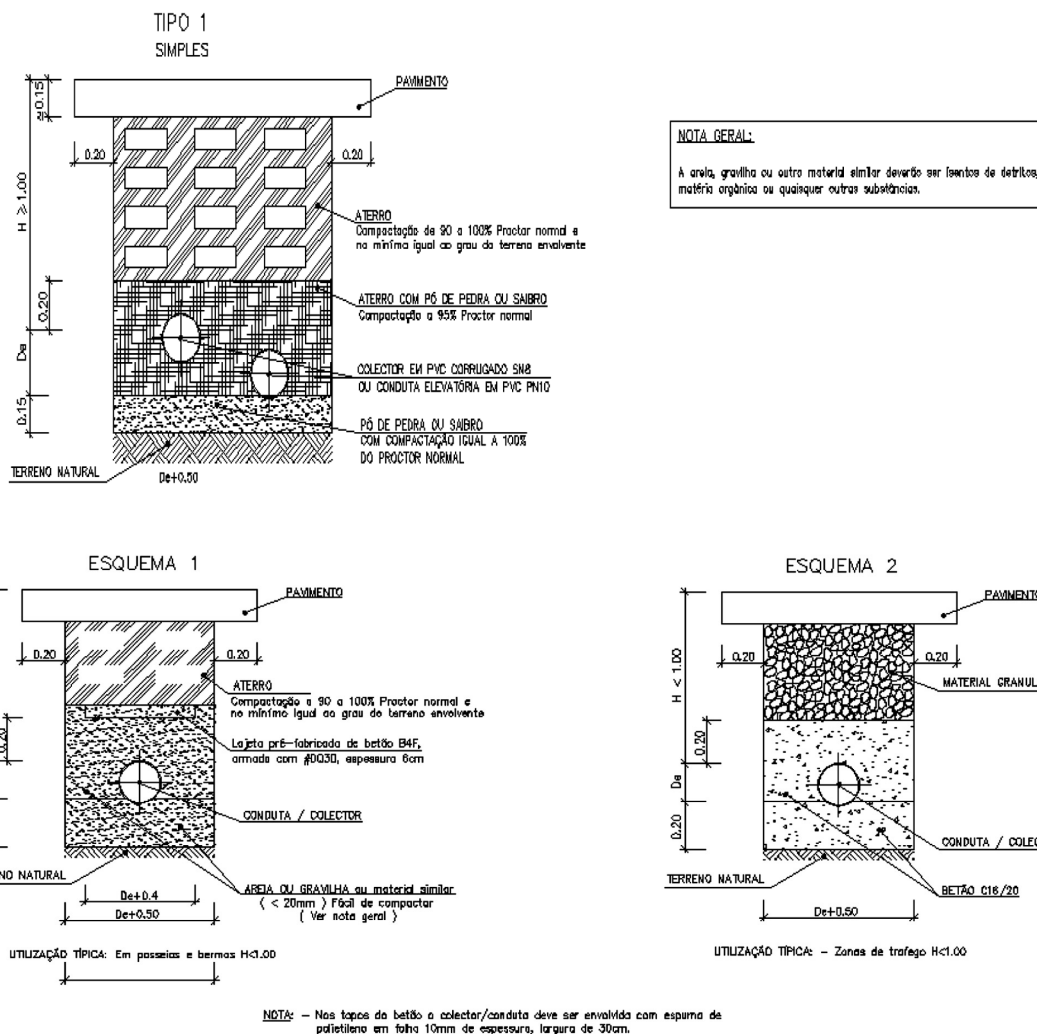 TIPO 1
SIMPLES
PAVIMENTO
≥0.15
0.20
0.20
H ≥ 1.00
ATERRO
Compactação de 90 a 100% Proctor normal e
no mínimo igual ao grau do terreno envolvente
0.20
ATERRO COM PÓ DE PEDRA OU SAIBRO
Compactação a 95% Proctor normal
De
COLECTOR EM PVC CORRUGADO SN8
OU CONDUTA ELEVATÓRIA EM PVC PN10
0.15
PÓ DE PEDRA OU SAIBRO
COM COMPACTAÇÃO IGUAL A 100%
DO PROCTOR NORMAL
TERRENO NATURAL
De+0.50
NOTA GERAL:
A areia, gravilha ou outro material similar deverão ser isentos de detritos,
matéria orgânica ou quaisquer outras substâncias.
ESQUEMA 1
PAVIMENTO
0.20
0.20
ATERRO
Compactação a 90 a 100% Proctor normal e
no mínimo igual ao grau do terreno envolvente
0.20
Lajeta pré-fabricada de betão B4F,
armada com #DQ30, espessura 6cm
CONDUTA / COLECTOR
NO NATURAL
AREIA OU GRAVILHA ou material similar
( < 20mm ) Fácil de compactar
( Ver nota geral )
De+0.4
De+0.50
UTILIZAÇÃO TÍPICA: Em passeios e bermas H<1.00
ESQUEMA 2
PAVIMENTO
0.20
0.20
H < 1.00
MATERIAL GRANUL
0.20
De
0.20
CONDUTA / COLEC
TERRENO NATURAL
BETÃO C16/20
De+0.50
UTILIZAÇÃO TÍPICA: - Zonas de trafego H<1.00
NOTA: - Nos topos do betão o colector/conduta deve ser envolvida com espuma de
polietileno em folha 10mm de espessura, largura de 30cm.